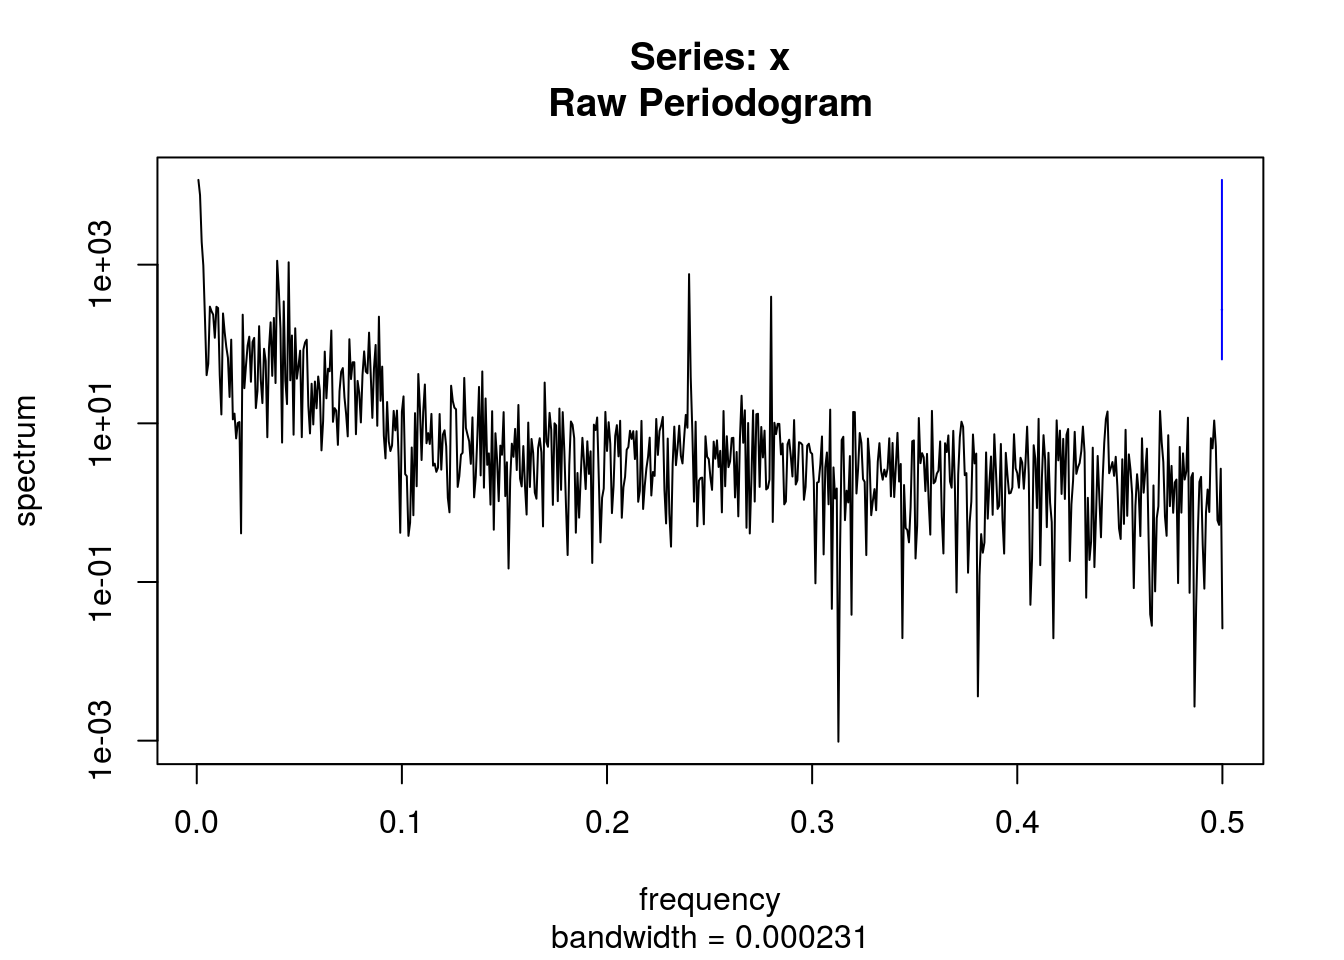 Series: x
Raw Periodogram
spectrum
1e+03
1e+01
1e-01
1e-03
0.0 0.1 0.2 0.3 0.4 0.5
frequency
bandwidth = 0.000231